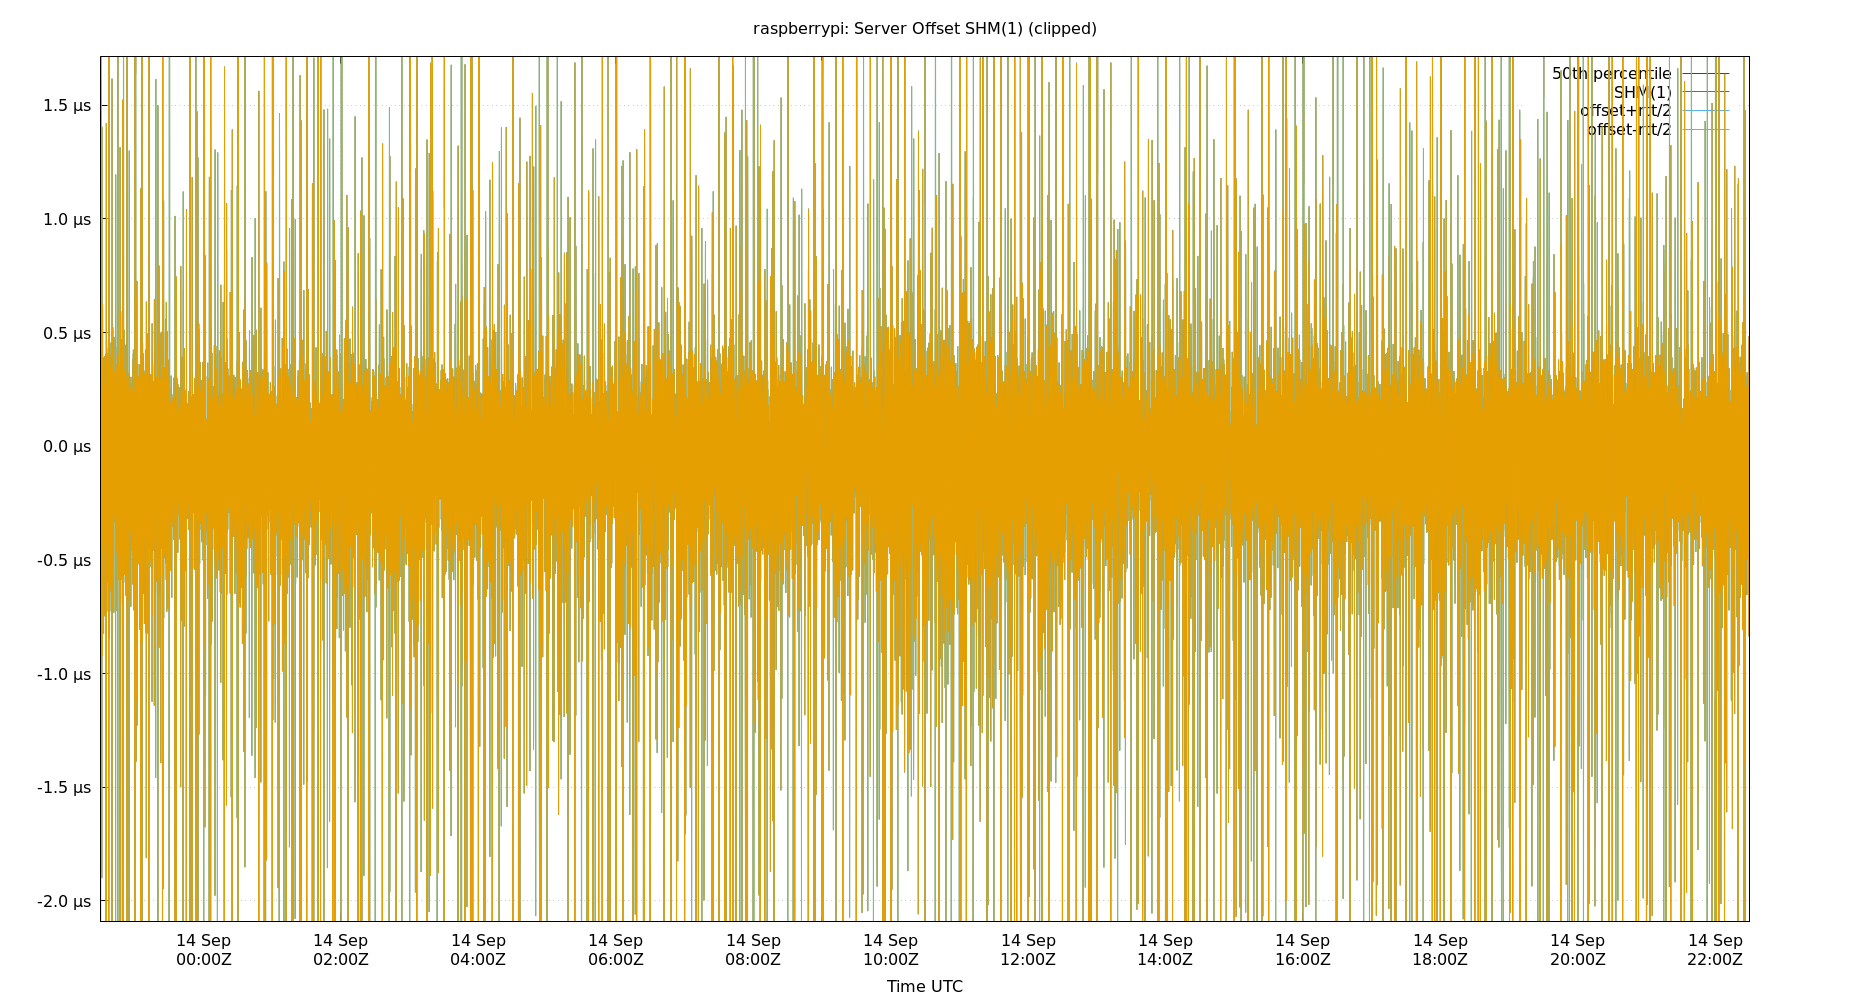 raspberrypi: Server Offset SHM(1) (clipped)
50th percentile
SHM(1)
offset+rtt/2
offset-rtt/2
1.5 µs
1.0 µs
0.5 µs
0.0 µs
-0.5 µs
-1.0 µs
-1.5 µs
-2.0 µs
14 Sep 14 Sep 14 Sep 14 Sep 14 Sep 14 Sep 14 Sep 14 Sep 14 Sep 14 Sep 14 Sep 14 Sep
00:00Z 02:00Z 04:00Z 06:00Z 08:00Z 10:00Z 12:00Z 14:00Z 16:00Z 18:00Z 20:00Z 22:00Z
Time UTC